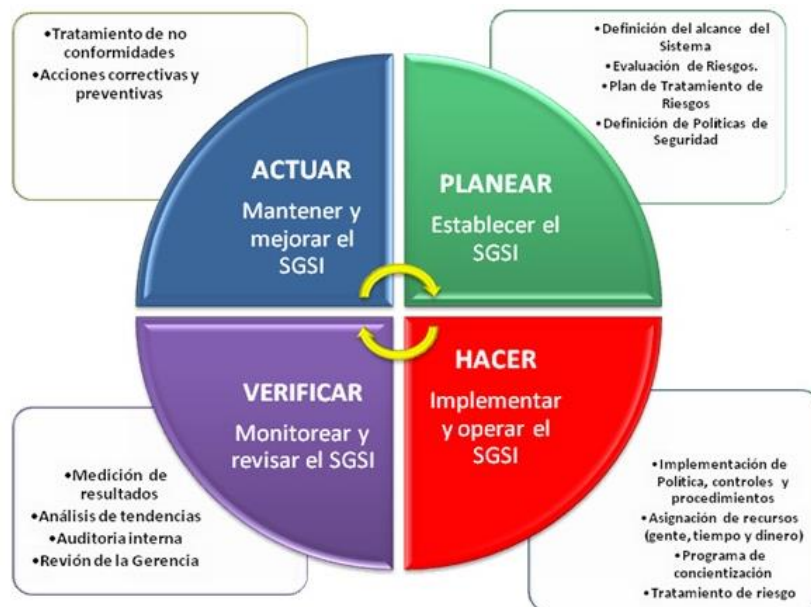 •Tratamiento de no
conformidades
•Acciones correctivas y
preventivas
•Definición del alcance del
Sistema
•Evaluación de Riesgos.
•Plan de Tratamiento de
Riesgos
•Definición de Políticas de
Seguridad
ACTUAR
Mantener y
mejorar el
SGSI
PLANEAR
Establecer el
SGSI
VERIFICAR
Monitorear y
revisar el SGSI
HACER
Implementar
y operar el
SGSI
•Medición de
resultados
•Análisis de tendencias
•Auditoria interna
•Revión de la Gerencia
•Implementación de
Política, controles y
procedimientos
•Asignación de recursos
(gente, tiempo y dinero)
•Programa de
concientización
•Tratamiento de riesgo